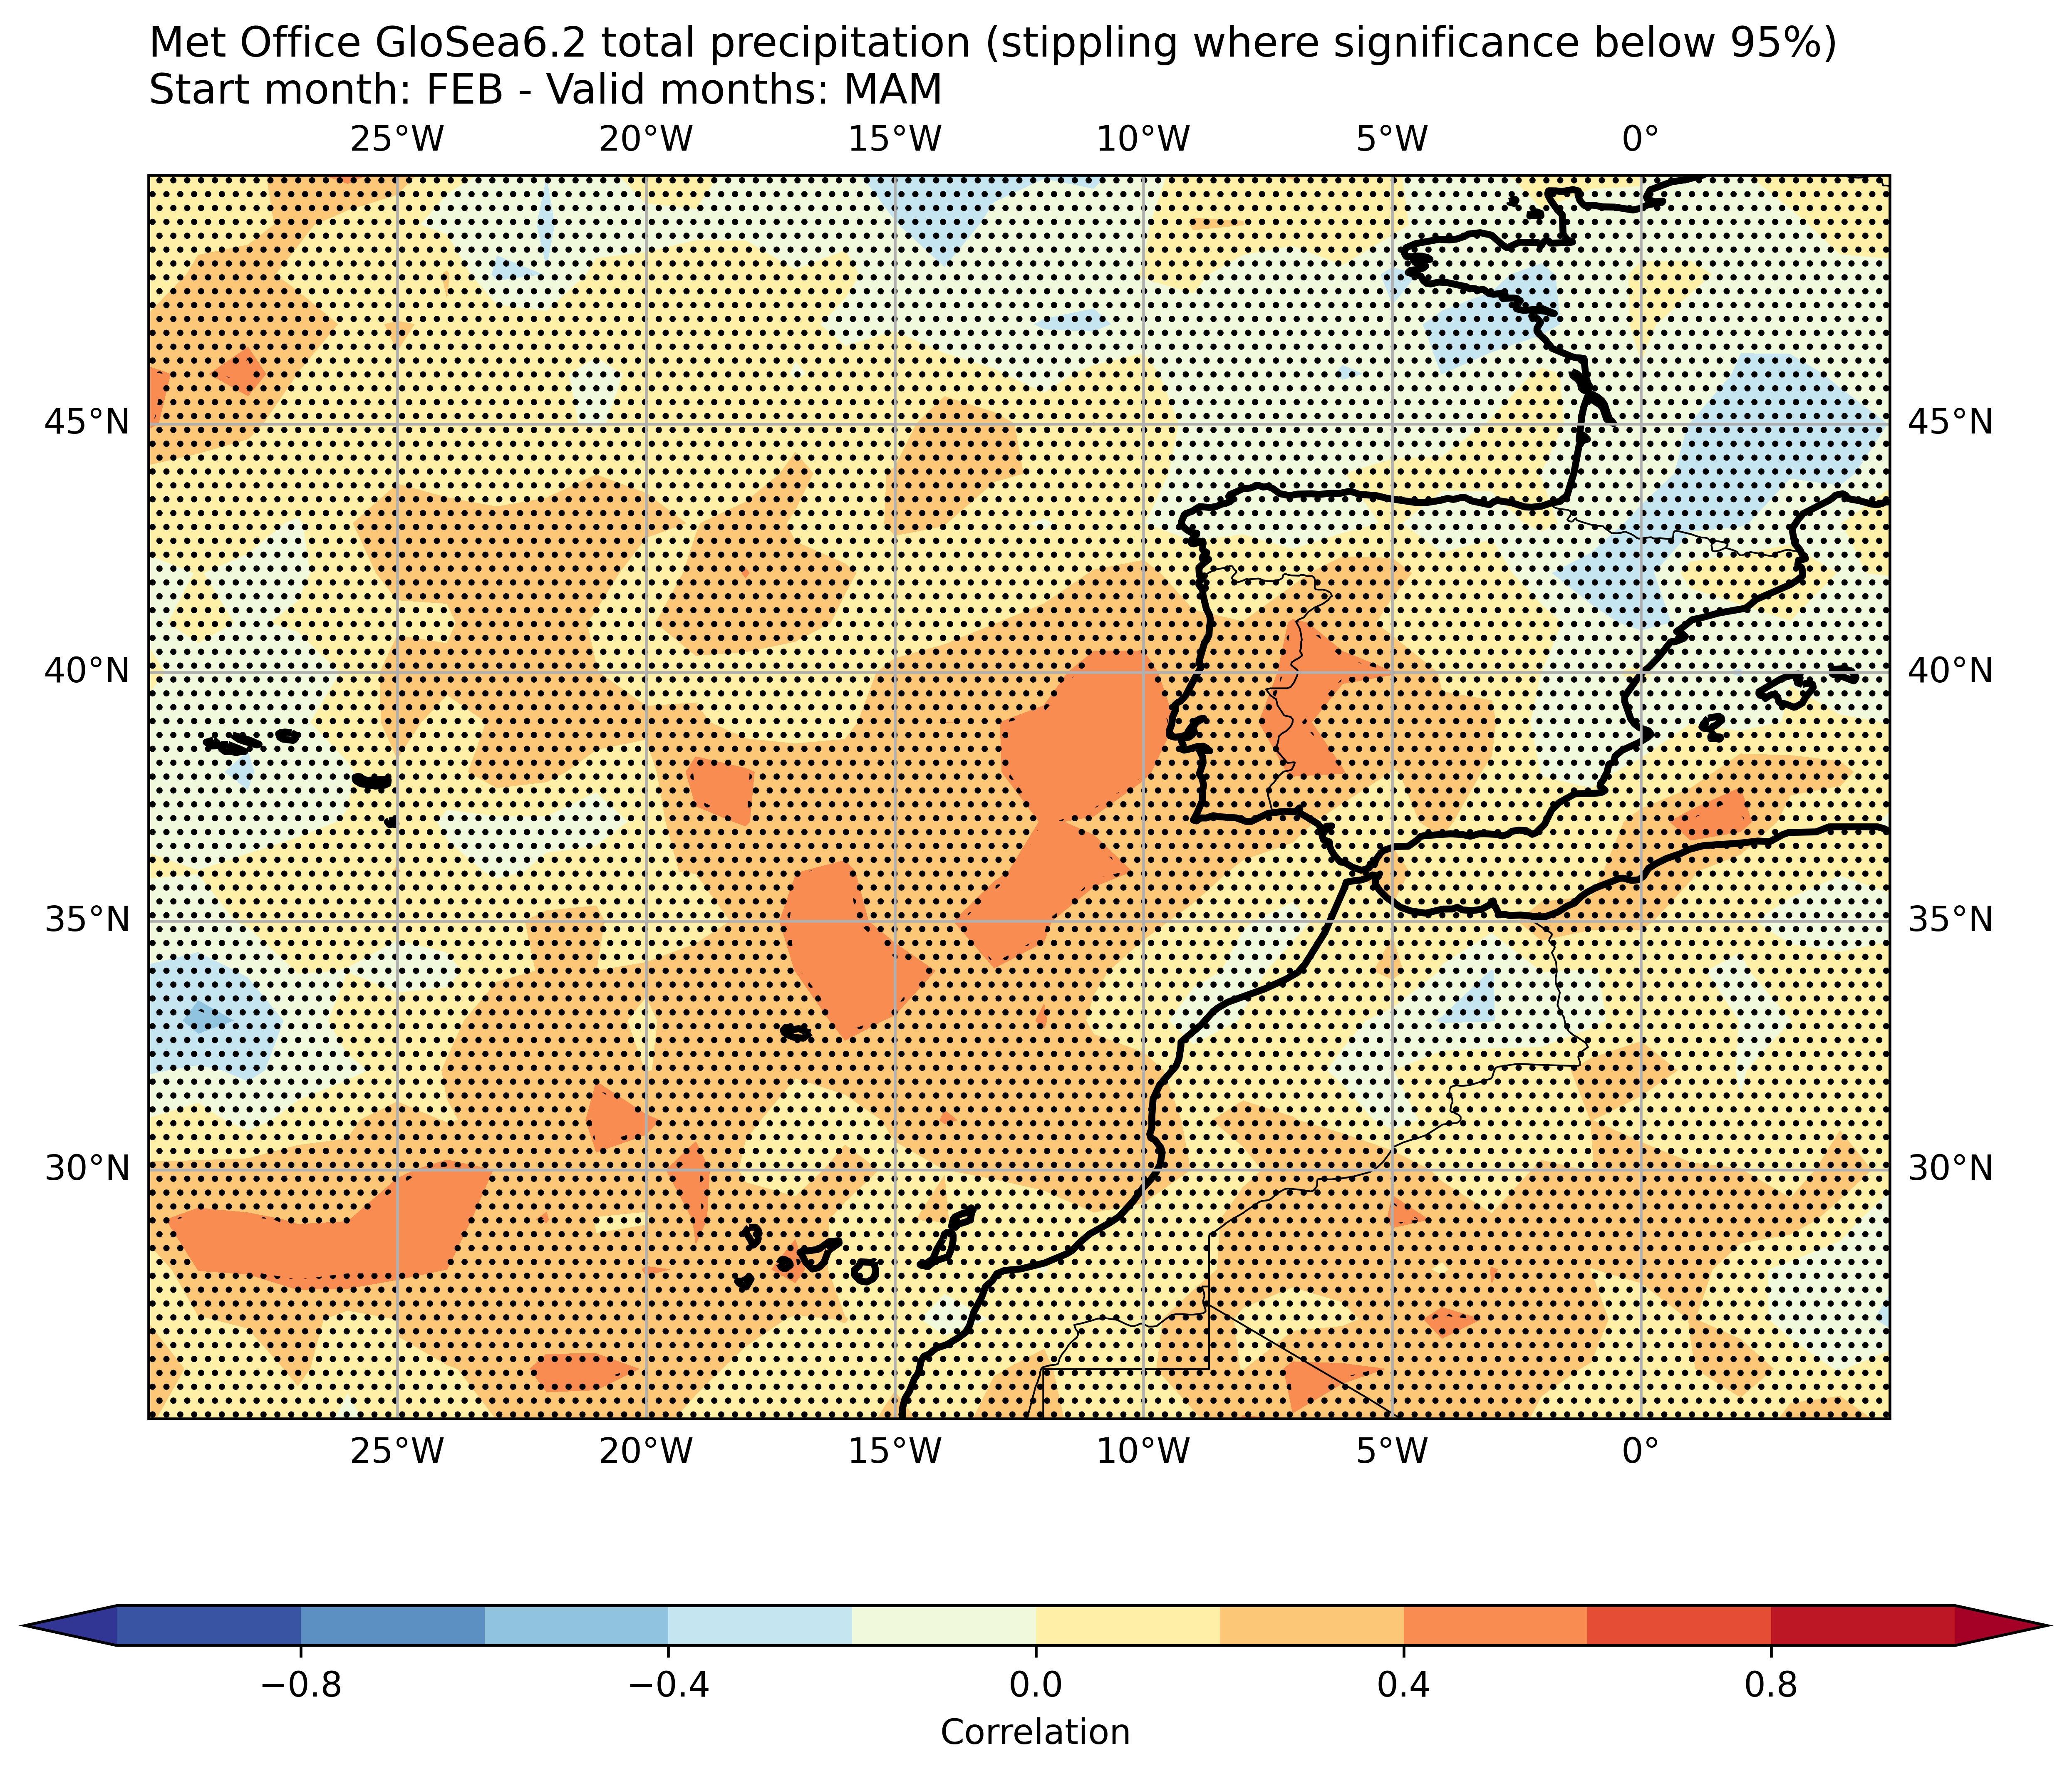 Met Office GloSea6.2 total precipitation (stippling where significance below 95%)
Start month: FEB - Valid months: MAM
25°W 20°W 15°W 10°W 5°W 0°
45°N 45°N
40°N 40°N
35°N 35°N
30°N 30°N
25°W 20°W 15°W 10°W 5°W 0°
−0.8 −0.4 0.0 0.4 0.8
Correlation